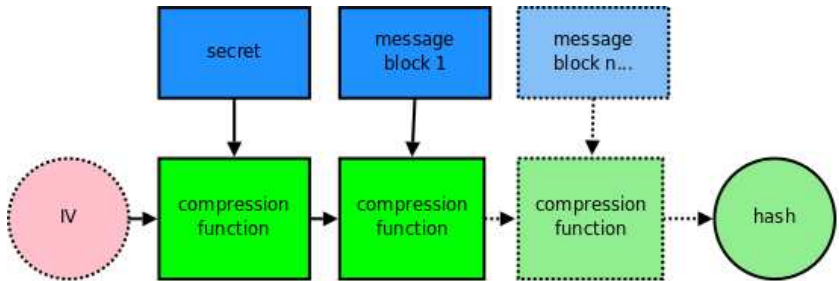 secret
message
block 1
message
block n...
IV
compression
function
compression
function
compression
function
hash